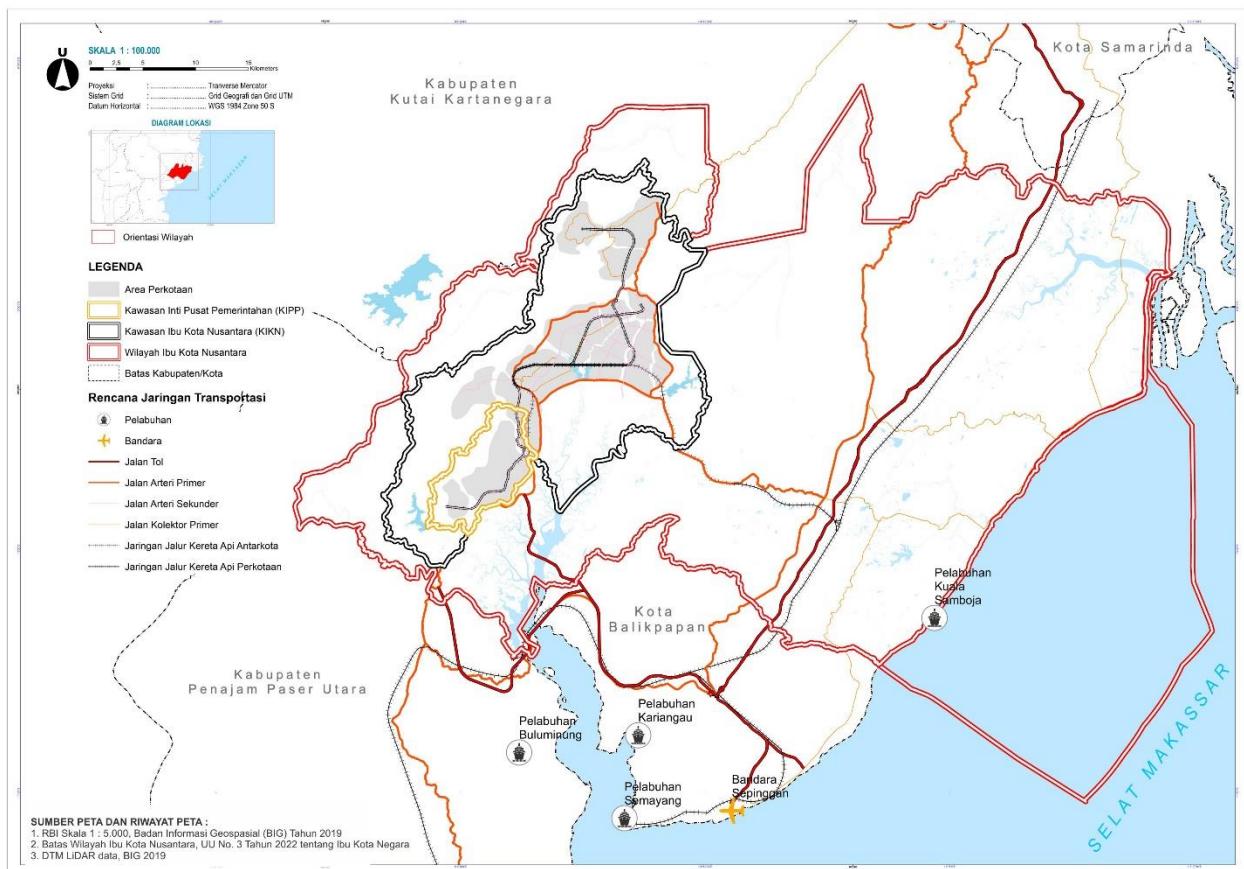 U
SKALA 1 : 100.000
0 2.5 5 10 15
Kilometers
Proyeksi : Tranverse Mercator
Sistem Grid : Grid Geografi dan Grid UTM
Datum Horizontal : WGS 1984 Zone 50 S
DIAGRAM LOKASI
SELAT MAKASSAR
Orientasi Wilayah
LEGENDA
Area Perkotaan
Kawasan Inti Pusat Pemerintahan (KIPP)
Kawasan Ibu Kota Nusantara (KIKN)
Wilayah Ibu Kota Nusantara
Batas Kabupaten/Kota
Rencana Jaringan Transportasi
Pelabuhan
Bandara
Jalan Tol
Jalan Arteri Primer
Jalan Arteri Sekunder
Jalan Kolektor Primer
Jaringan Jalur Kereta Api Antarkota
Jaringan Jalur Kereta Api Perkotaan
Kabupaten
Kutai Kartanegara
Kota Samarinda
Kota
Balikpapan
Kabupaten
Penajam Paser Utara
Pelabuhan
Kuala
Samboja
Pelabuhan
Buluminung
Pelabuhan
Kariangau
Pelabuhan
Semayang
Bandara
Sepinggan
SELAT MAKASSAR
SUMBER PETA DAN RIWAYAT PETA :
1. RBI Skala 1 : 5.000, Badan Informasi Geospasial (BIG) Tahun 2019
2. Batas Wilayah Ibu Kota Nusantara, UU No. 3 Tahun 2022 tentang Ibu Kota Negara
3. DTM LiDAR data, BIG 2019